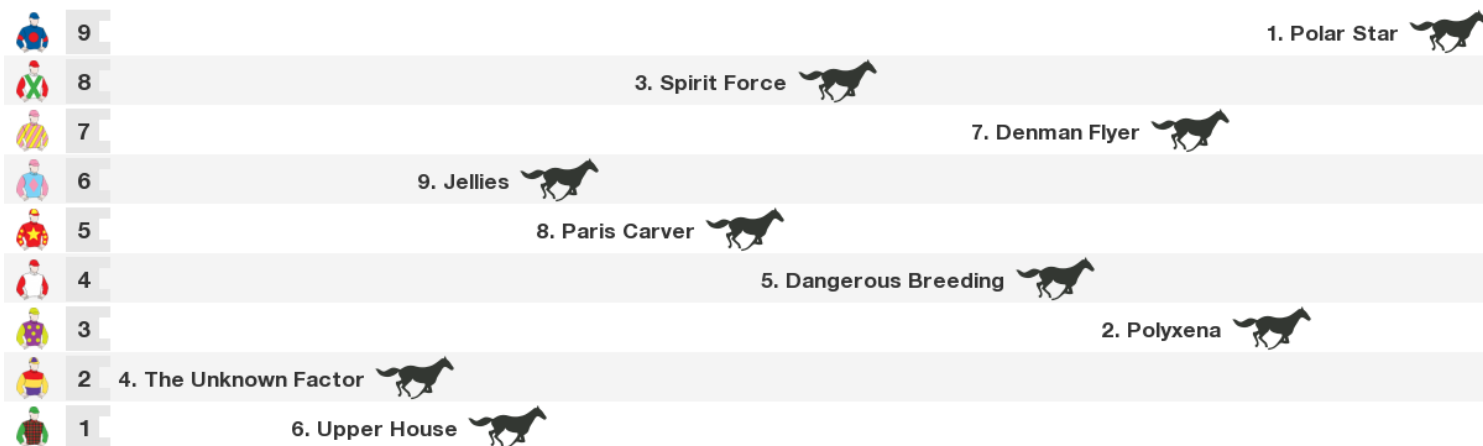 9 1. Polar Star
8 3. Spirit Force
7 7. Denman Flyer
6 9. Jellies
5 8. Paris Carver
4 5. Dangerous Breeding
3 2. Polyxena
2 4. The Unknown Factor
1 6. Upper House